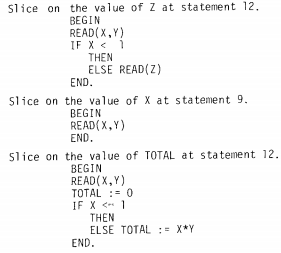 Slice on the value of Z at statement 12.
BEGIN
READ(X,Y)
IF X < 1
THEN
ELSE READ(Z)
END.
Slice on the value of X at statement 9.
BEGIN
READ(X,Y)
END.
Slice on the value of TOTAL at statement 12.
BEGIN
READ(X,Y)
TOTAL := 0
IF X <- 1
THEN
ELSE TOTAL := X*Y
END.